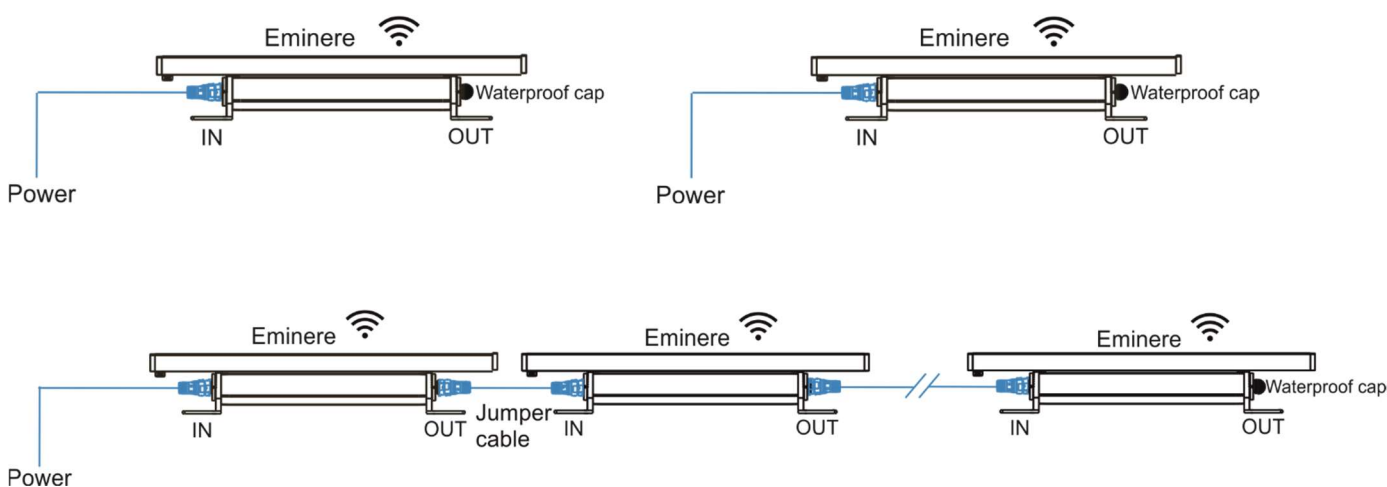 Eminere
Waterproof cap
IN
OUT
Power
Eminere
Waterproof cap
IN
OUT
Power
Eminere
IN
OUT
Jumper
cable
Eminere
IN
OUT
Eminere
Waterproof cap
IN
OUT
Power